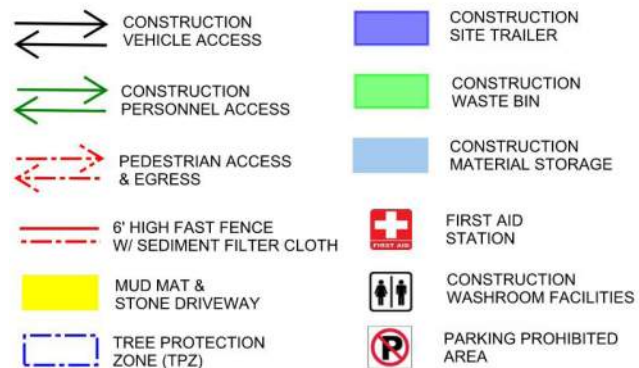 CONSTRUCTION
VEHICLE ACCESS
CONSTRUCTION
PERSONNEL ACCESS
PEDESTRIAN ACCESS
& EGRESS
6' HIGH FAST FENCE
W/ SEDIMENT FILTER CLOTH
MUD MAT &
STONE DRIVEWAY
TREE PROTECTION
ZONE (TPZ)
CONSTRUCTION
SITE TRAILER
CONSTRUCTION
WASTE BIN
CONSTRUCTION
MATERIAL STORAGE
FIRST AID
FIRST AID
STATION
CONSTRUCTION
WASHROOM FACILITIES
P
PARKING PROHIBITED
AREA